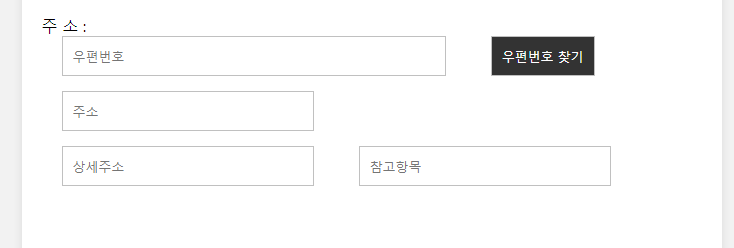 주 소 :
우편번호 우편번호 찾기
주소
상세주소 참고항목